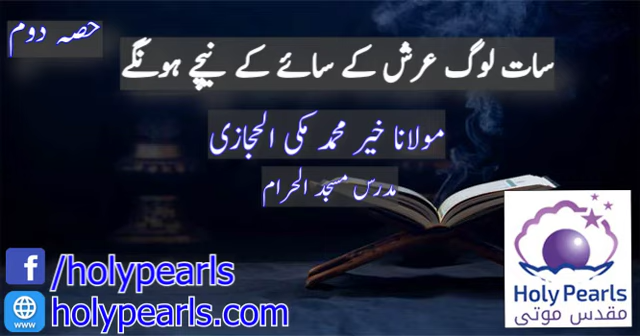 حصہ دوم
سات لوگ عرش کے سائے کے نیچے ہونگے
مولانا خیر محمد مکی الحجازی
مدرس مسجد الحرام
f/holypearls
WWW
holypearls.com
Holy Pearls
مقدس موتی